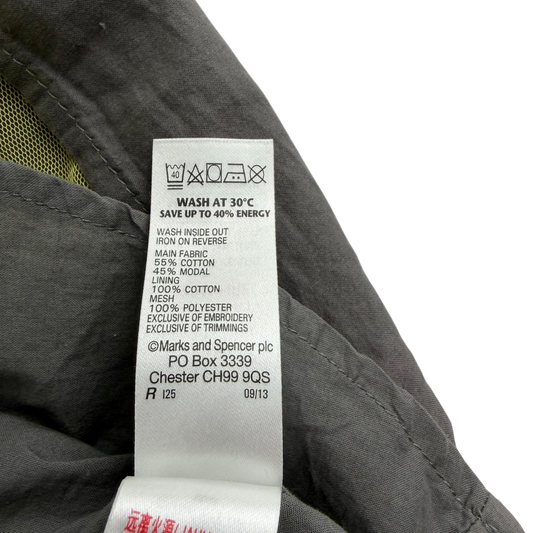 40
WASH AT 30°C
SAVE UP TO 40% ENERGY
WASH INSIDE OUT
IRON ON REVERSE
MAIN FABRIC
55% COTTON
45% MODAL
LINING
100% COTTON
MESH
100% POLYESTER
EXCLUSIVE OF EMBROIDERY
EXCLUSIVE OF TRIMMINGS
©Marks and Spencer plc
PO Box 3339
Chester CH99 9QS
R I25 09/13